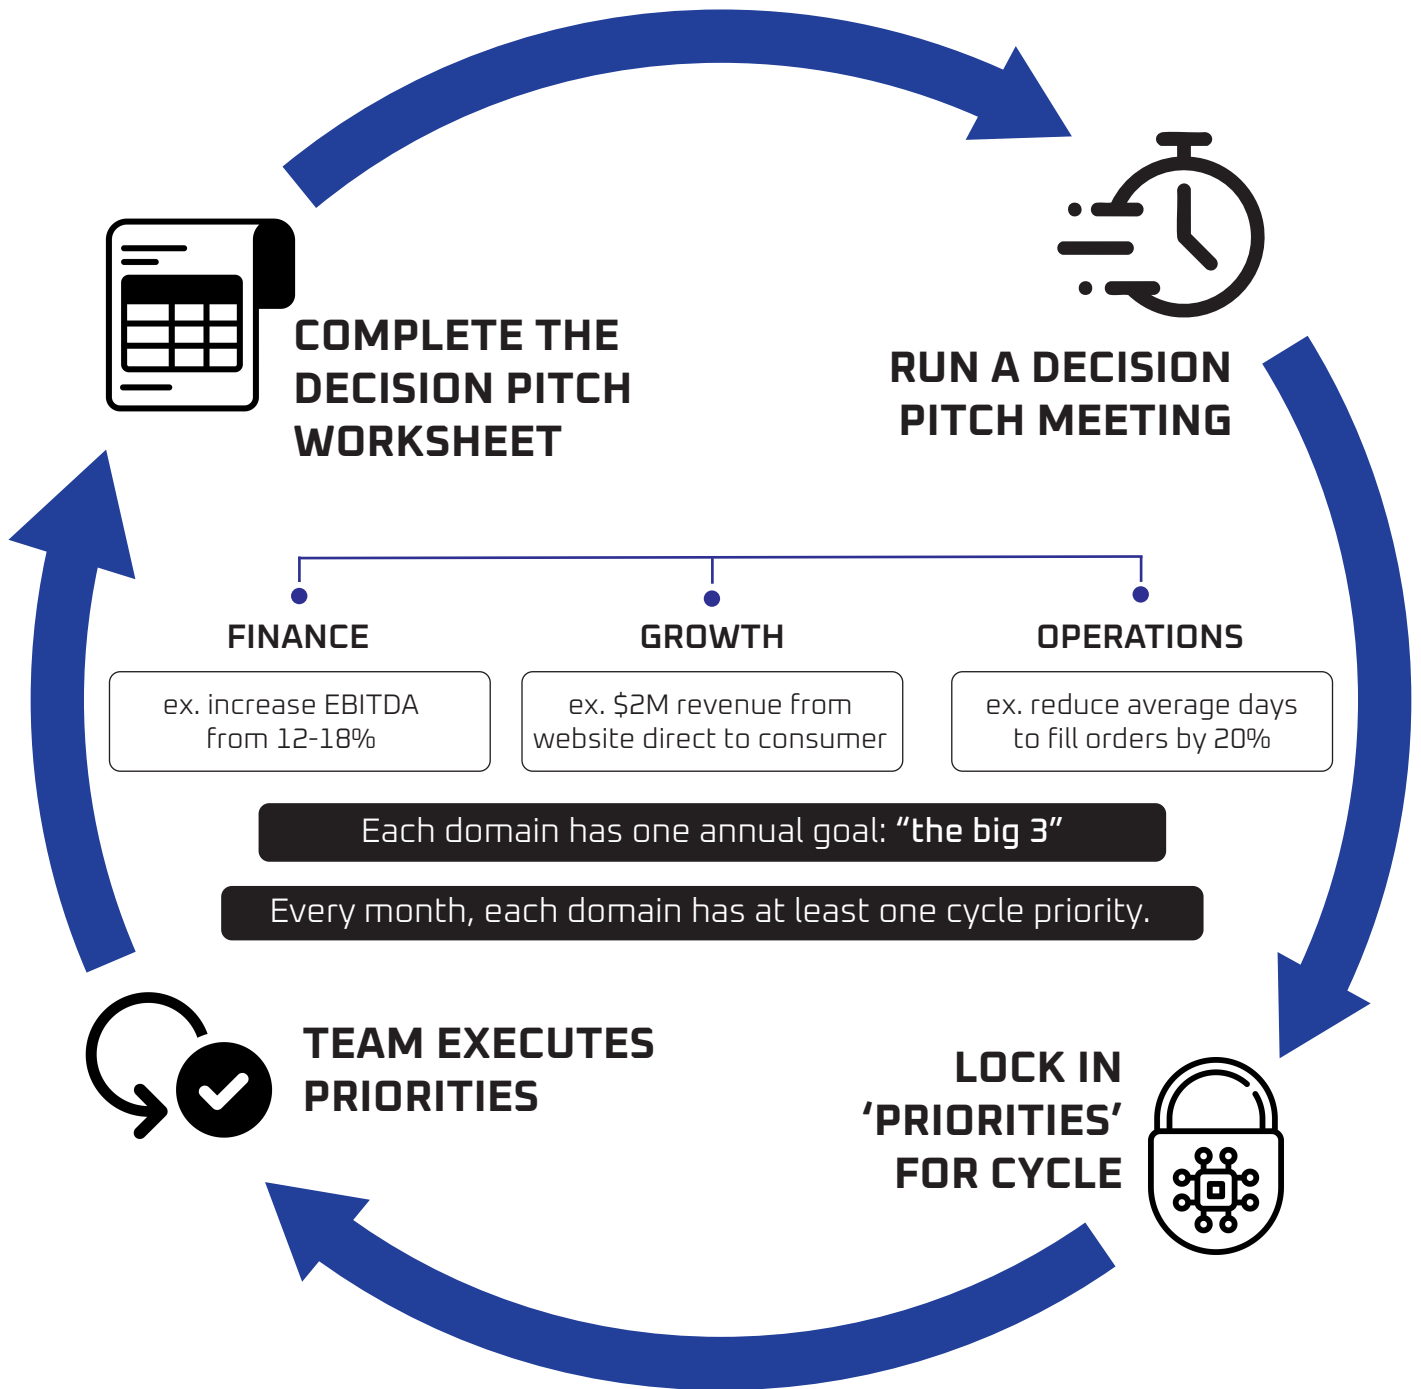 COMPLETE THE
DECISION PITCH
WORKSHEET
RUN A DECISION
PITCH MEETING
FINANCE
ex. increase EBITDA
from 12-18%
GROWTH
ex. $2M revenue from
website direct to consumer
OPERATIONS
ex. reduce average days
to fill orders by 20%
Each domain has one annual goal: “the big 3”
Every month, each domain has at least one cycle priority.
TEAM EXECUTES
PRIORITIES
LOCK IN
‘PRIORITIES’
FOR CYCLE